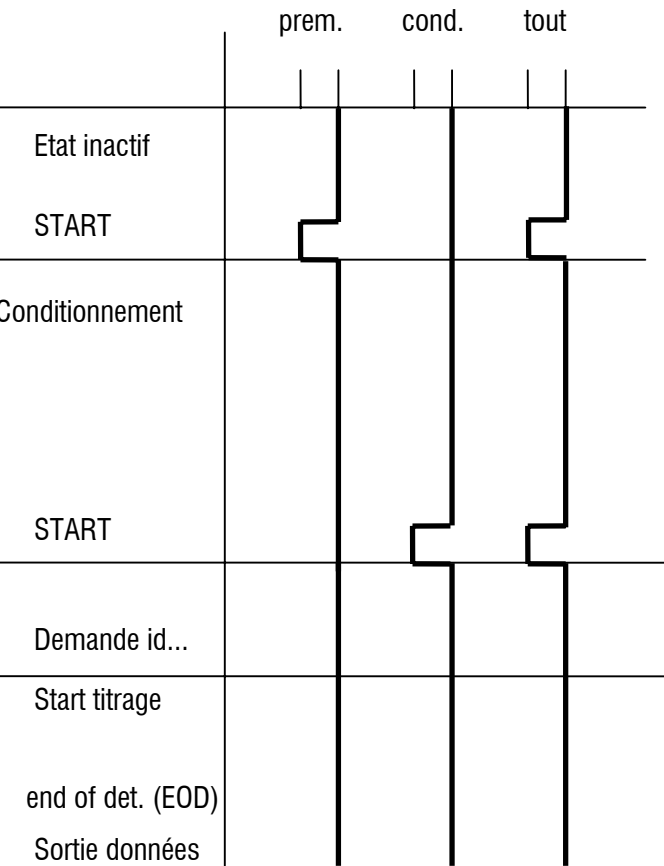 prem. cond. tout
Etat inactif
START
Conditionnement
START
Demande id...
Start titrage
end of det. (EOD)
Sortie données